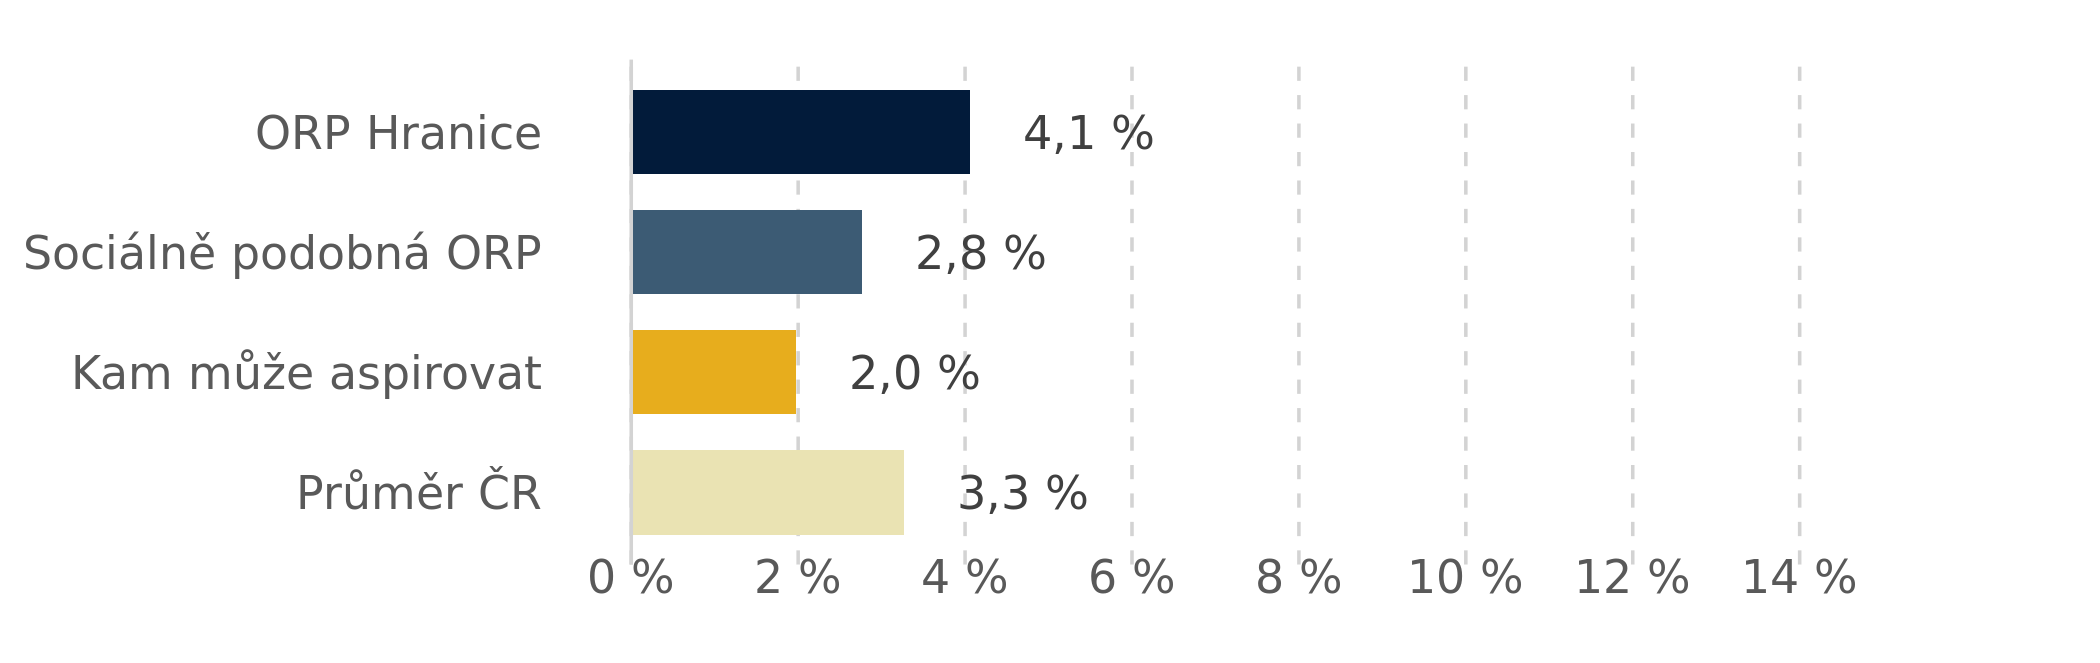 ORP Hranice 4,1 %
Sociálně podobná ORP 2,8 %
Kam může aspirovat 2,0 %
Průměr ČR 3,3 %
0 % 2 % 4 % 6 % 8 % 10 % 12 % 14 %